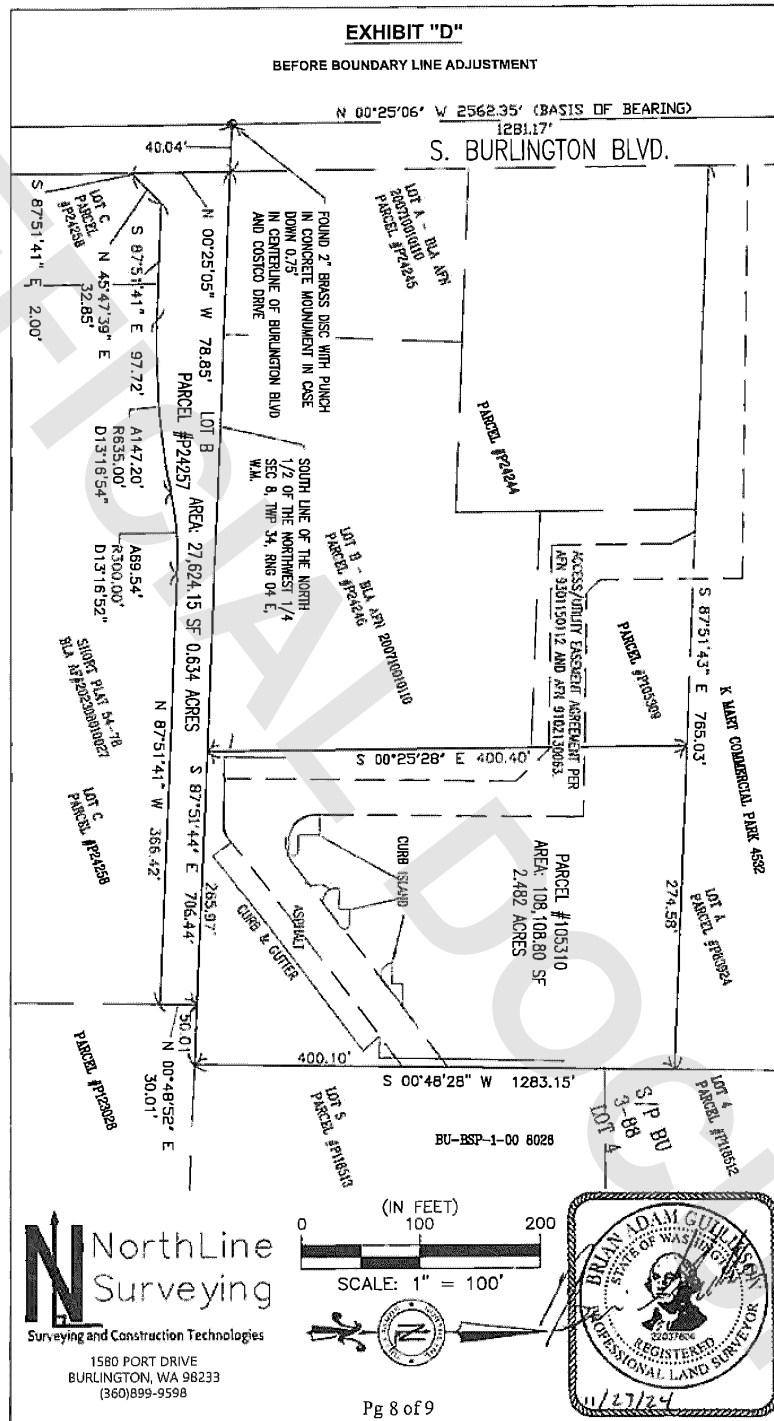 EXHIBIT "D"
BEFORE BOUNDARY LINE ADJUSTMENT
N 00°25'06" W 2562.35' (BASIS OF BEARING)
1281.17'
40.04'
S. BURLINGTON BLVD.
LOT C
PARCEL
#P24258
S 87°51'41" E 2.00'
N 45°47'39" E
32.85'
S 87°51'41" E 97.72'
N 00°25'05" W 78.85'
FOUND 2" BRASS DISC WITH PUNCH
IN CONCRETE MOUNUMENT IN CASE
DOWN 0.75'
IN CENTERLINE OF BURLINGTON BLVD
AND COSTCO DRIVE
LOT A - BLA AFN
200710010110
PARCEL #P24245
PARCEL #P24244
A147.20'
R635.00'
D13°16'54"
A69.54'
R300.00'
D13°16'52"
LOT B
PARCEL #P24257
AREA: 27,624.15 SF 0.634 ACRES
SOUTH LINE OF THE NORTH
1/2 OF THE NORTHWEST 1/4
SEC 8, TWP 34, RNG 04 E,
W.M.
LOT B - BLA AFN 200710010110
PARCEL #P24246
ACCESS/UTILITY EASEMENT AGREEMENT PER
AFN 9301150112 AND AFN 9102130063.
PARCEL #P105309
S 87°51'43" E 765.03'
K MART COMMERCIAL PARK 4532
SHORT PLAT 54-78
BLA AF#202308010027
LOT C
PARCEL #P24258
N 87°51'41" W 366.42'
S 87°51'44" E 706.44'
265.97'
S 00°25'28" E 400.40'
CURB ISLAND
ASPHALT
CURB & GUTTER
PARCEL #105310
AREA: 108,108.80 SF
2.482 ACRES
274.58'
LOT A
PARCEL #P83924
50.01'
N 00°48'52" E
30.01'
PARCEL #P123028
400.10'
S 00°48'28" W 1283.15'
LOT 5
PARCEL #P118513
BU-BSP-1-00 8028
S/P BU
3-88
LOT 4
LOT 4
PARCEL #P118512
NorthLine
Surveying
Surveying and Construction Technologies
1580 PORT DRIVE
BURLINGTON, WA 98233
(360)899-9598
(IN FEET)
0 100 200
SCALE: 1" = 100'
N
BRIAN ADAM
STATE OF WASHINGTON
22037606
REGISTERED
PROFESSIONAL LAND SURVEYOR
11/27/24
Pg 8 of 9